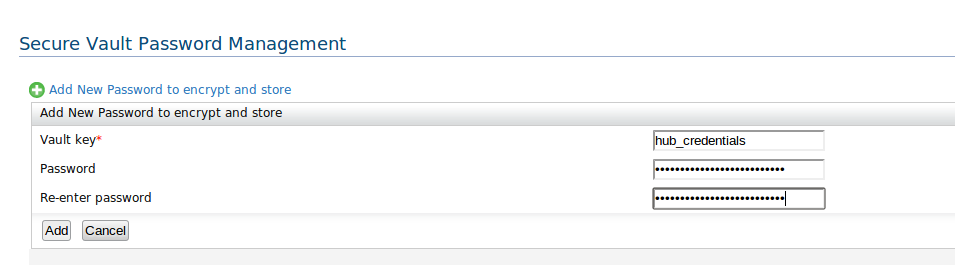 Secure Vault Password Management
Add New Password to encrypt and store
Add New Password to encrypt and store
Vault key* hub_credentials
Password ••••••••••••••••••••••••••
Re-enter password ••••••••••••••••••••••••••
Add Cancel